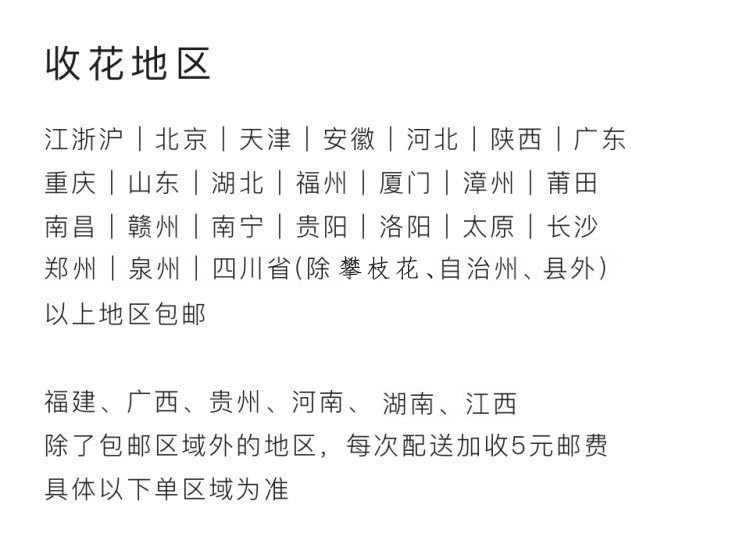 收花地区
江浙沪｜北京｜天津｜安徽｜河北｜陕西｜广东
重庆｜山东｜湖北｜福州｜厦门｜漳州｜莆田
南昌｜赣州｜南宁｜贵阳｜洛阳｜太原｜长沙
郑州｜泉州｜四川省(除攀枝花、自治州、县外)
以上地区包邮
福建、广西、贵州、河南、湖南、江西
除了包邮区域外的地区，每次配送加收5元邮费
具体以下单区域为准